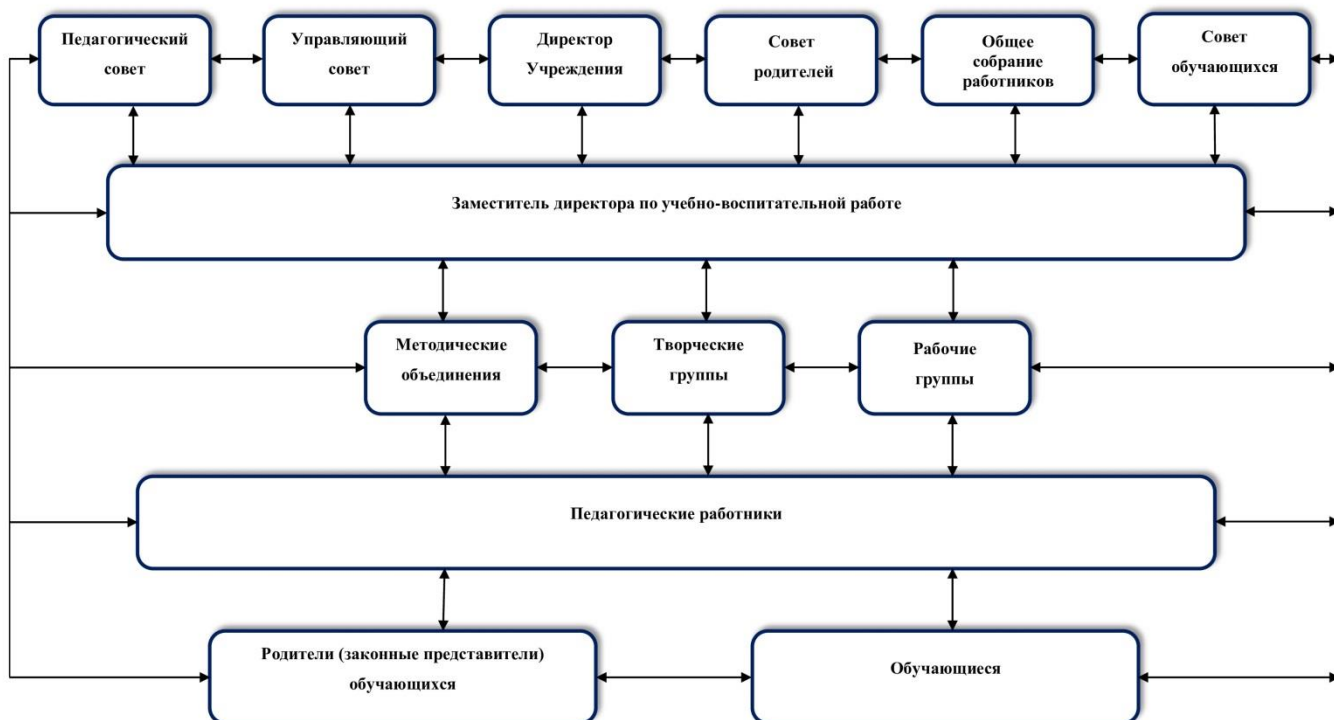 Педагогический
совет
Управляющий
совет
Директор
Учреждения
Совет
родителей
Общее
собрание
работников
Совет
обучающихся
Заместитель директора по учебно-воспитательной работе
Методические
объединения
Творческие
группы
Рабочие
группы
Педагогические работники
Родители (законные представители)
обучающихся
Обучающиеся